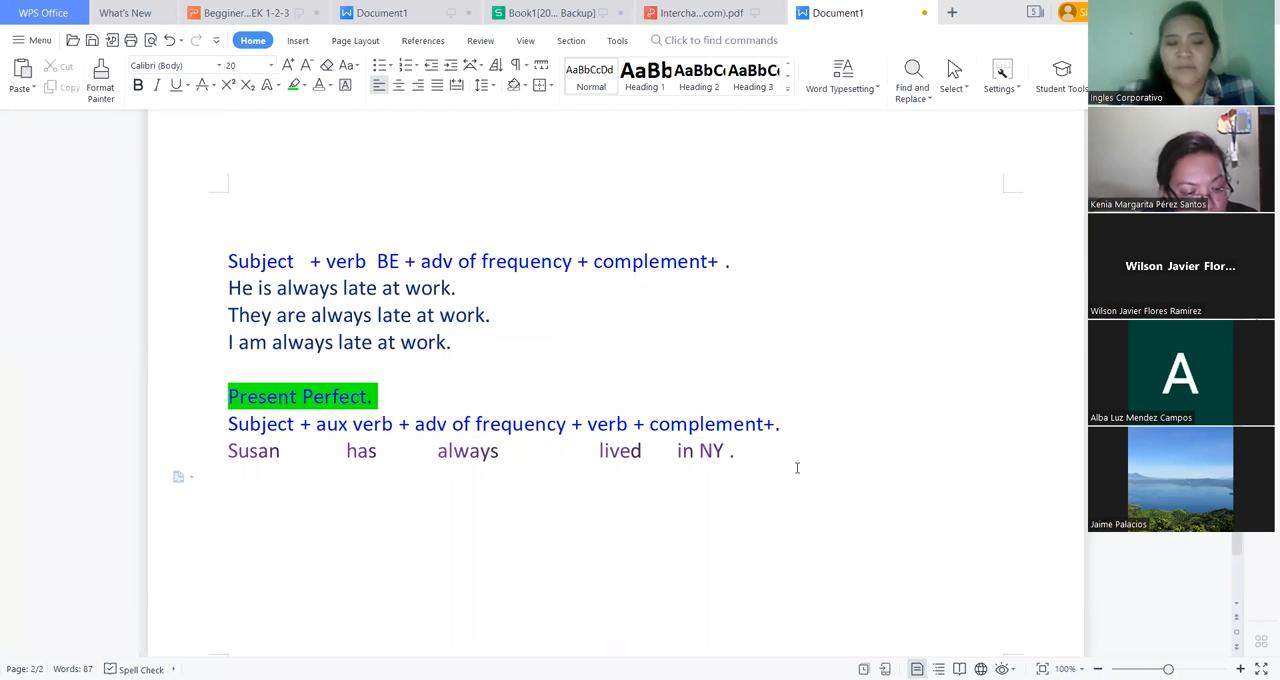 WPS Office
What's New
Begginer...EK 1-2-3
Document1
Book1[20... Backup]
Intercha...com).pdf
Document1
Menu
Home
Insert
Page Layout
References
Review
View
Section
Tools
Click to find commands
Paste
Cut
Copy
Format Painter
Calibri (Body)
20
AaBbCcDd
Normal
AaBb
Heading 1
AaBbCc
Heading 2
AaBbCc
Heading 3
Word Typesetting
Find and Replace
Select
Settings
Student Tools
Subject + verb BE + adv of frequency + complement+ .
He is always late at work.
They are always late at work.
I am always late at work.
Present Perfect.
Subject + aux verb + adv of frequency + verb + complement+.
Susan has always lived in NY .
Ingles Corporativo
Kenia Margarita Pérez Santos
Wilson Javier Flor...
Wilson Javier Flores Ramirez
A
Alba Luz Mendez Campos
Jaime Palacios
Page: 2/2
Words: 87
Spell Check
100%